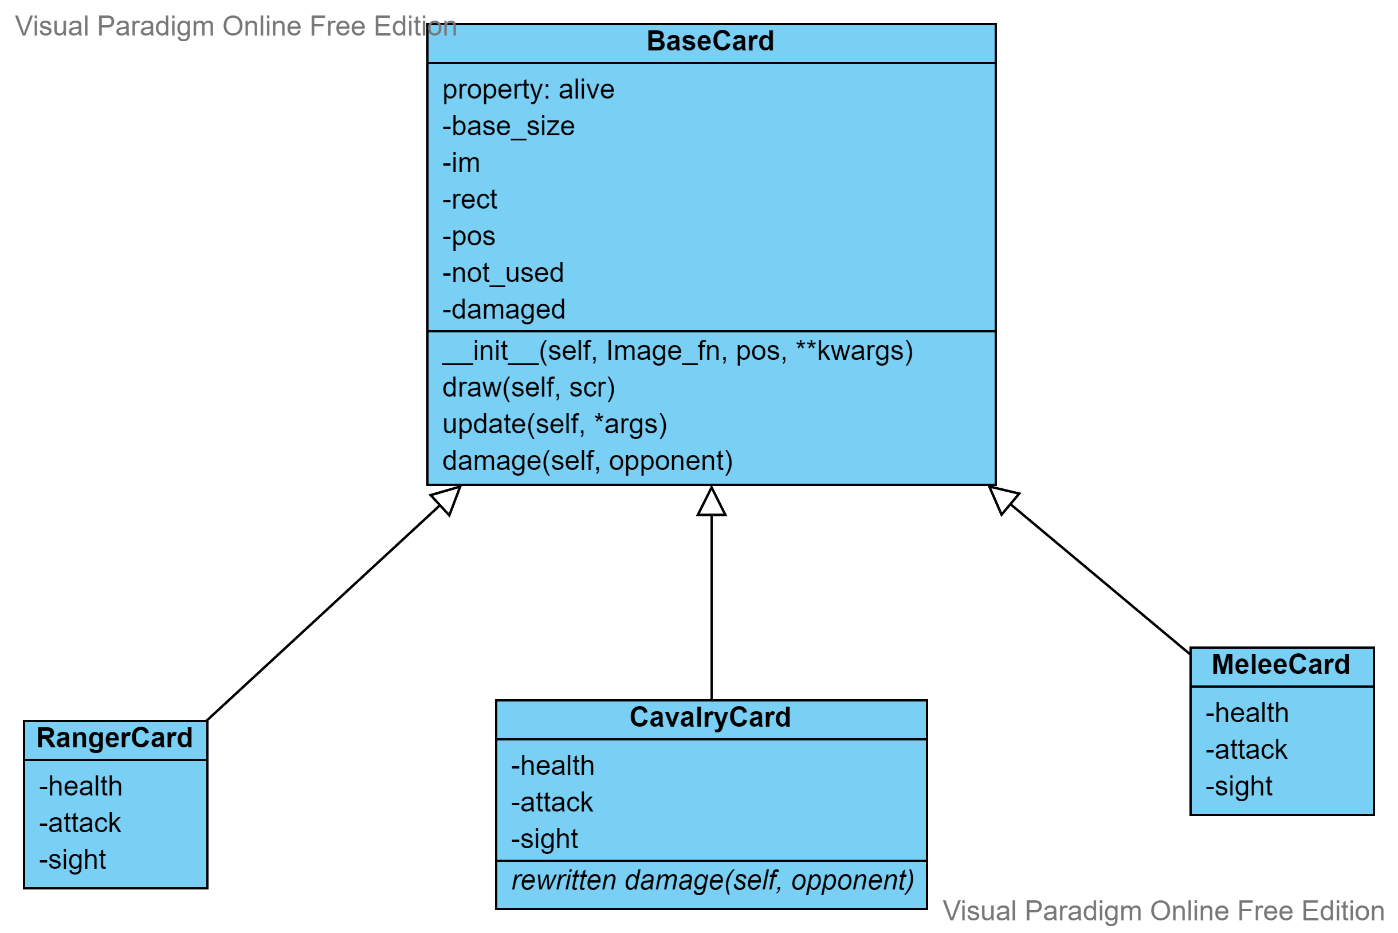 Visual Paradigm Online Free Edition
BaseCard
property: alive
-base_size
-im
-rect
-pos
-not_used
-damaged
__init__(self, Image_fn, pos, **kwargs)
draw(self, scr)
update(self, *args)
damage(self, opponent)
RangerCard
-health
-attack
-sight
CavalryCard
-health
-attack
-sight
rewritten damage(self, opponent)
MeleeCard
-health
-attack
-sight
Visual Paradigm Online Free Edition